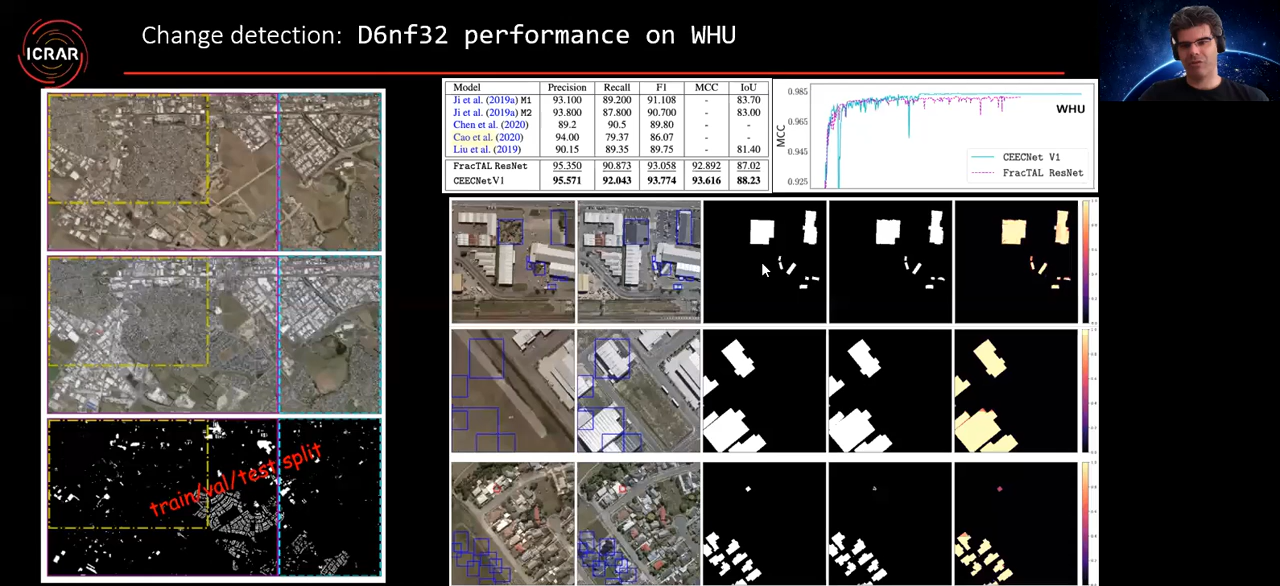 ICRAR
Change detection: D6nf32 performance on WHU
Model Precision Recall F1 MCC IoU
Ji et al. (2019a) M1 93.100 89.200 91.108 - 83.70
Ji et al. (2019a) M2 93.800 87.800 90.700 - 83.00
Chen et al. (2020) 89.2 90.5 89.80 - -
Cao et al. (2020) 94.00 79.37 86.07 - -
Liu et al. (2019) 90.15 89.35 89.75 - 81.40
FracTAL ResNet 95.350 90.873 93.058 92.892 87.02
CEECNetV1 95.571 92.043 93.774 93.616 88.23
0.985
0.965
0.945
0.925
MCC
WHU
CEECNet V1
FracTAL ResNet
train/val/test split